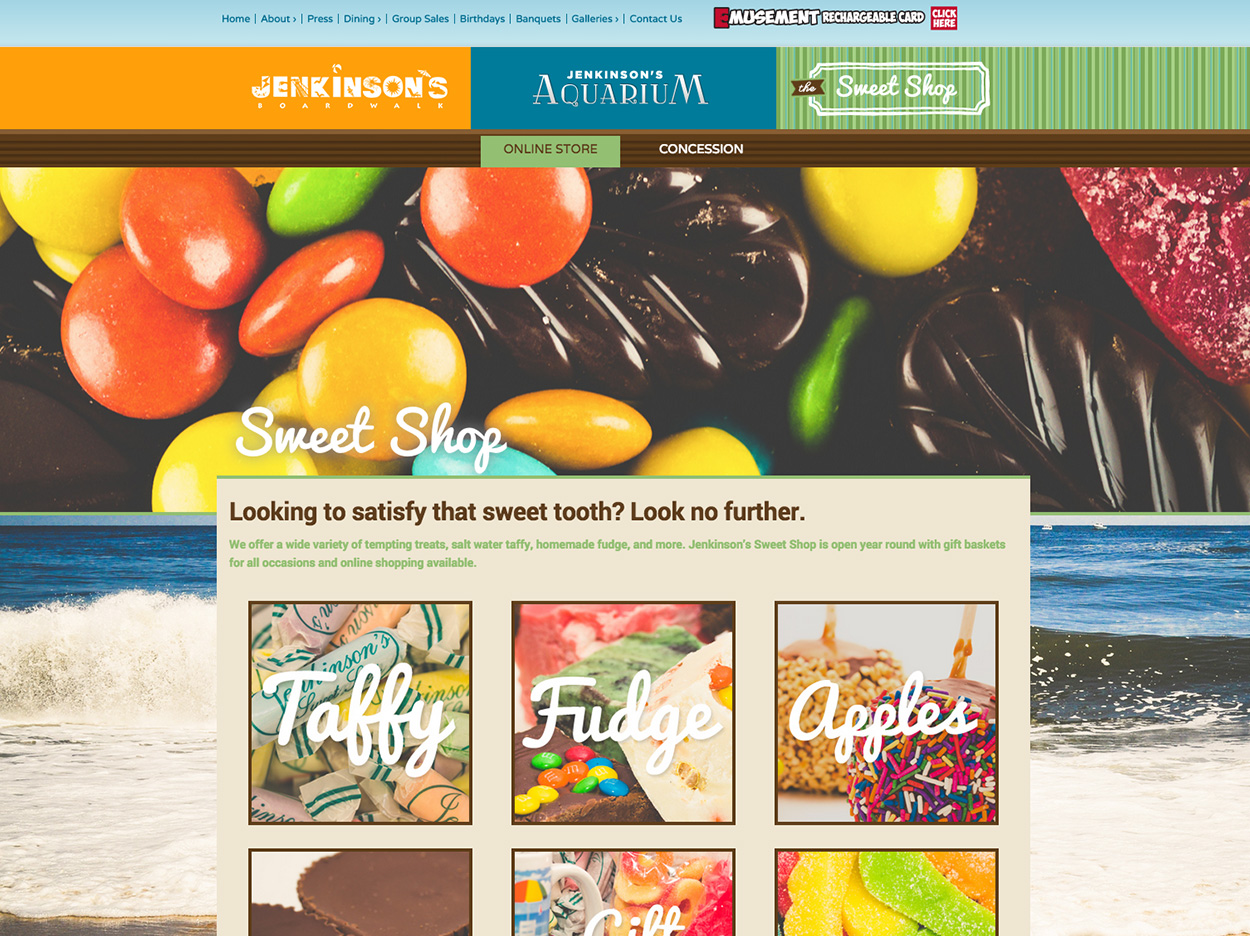 Home | About › | Press | Dining › | Group Sales | Birthdays | Banquets | Galleries › | Contact Us
EMUSEMENT RECHARGEABLE CARD CLICK HERE
JENKINSON'S
BOARDWALK
JENKINSON'S
AQUARIUM
the Sweet Shop
ONLINE STORE CONCESSION
Sweet Shop
Looking to satisfy that sweet tooth? Look no further.
We offer a wide variety of tempting treats, salt water taffy, homemade fudge, and more. Jenkinson's Sweet Shop is open year round with gift baskets
for all occasions and online shopping available.
Taffy Fudge Apples
Gift